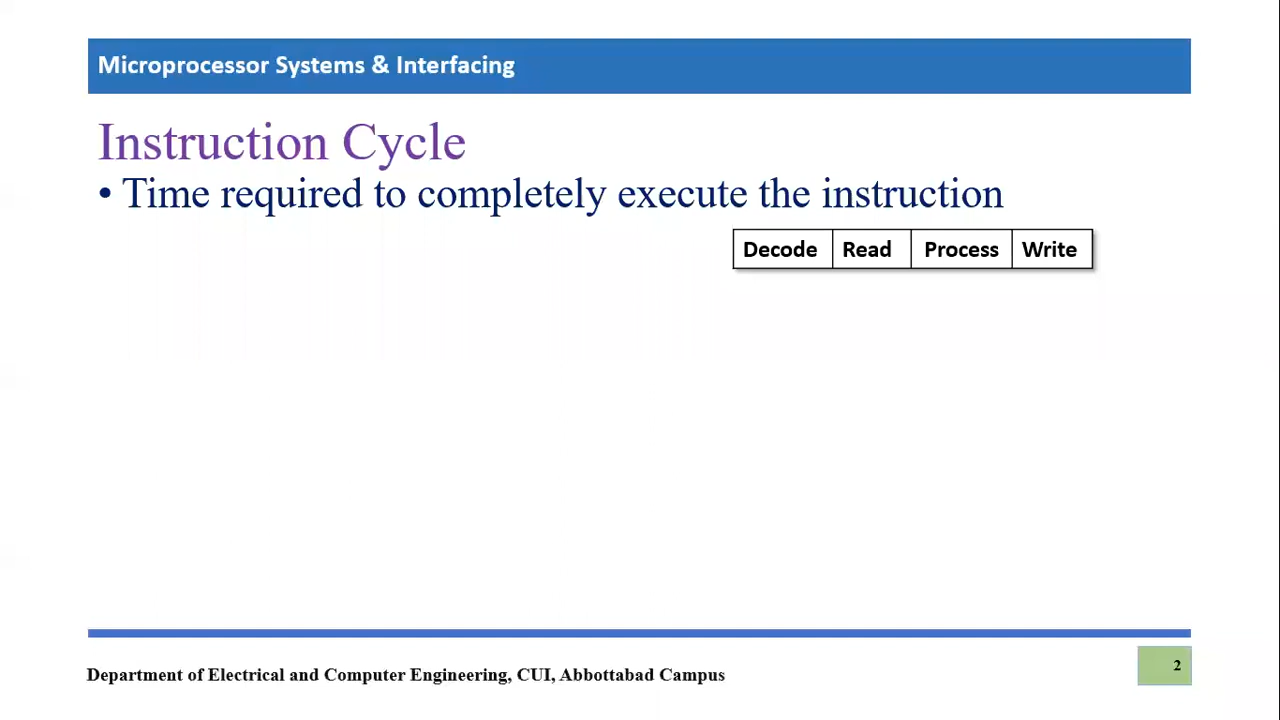 Microprocessor Systems & Interfacing
Instruction Cycle
• Time required to completely execute the instruction
Decode Read Process Write
Department of Electrical and Computer Engineering, CUI, Abbottabad Campus
2